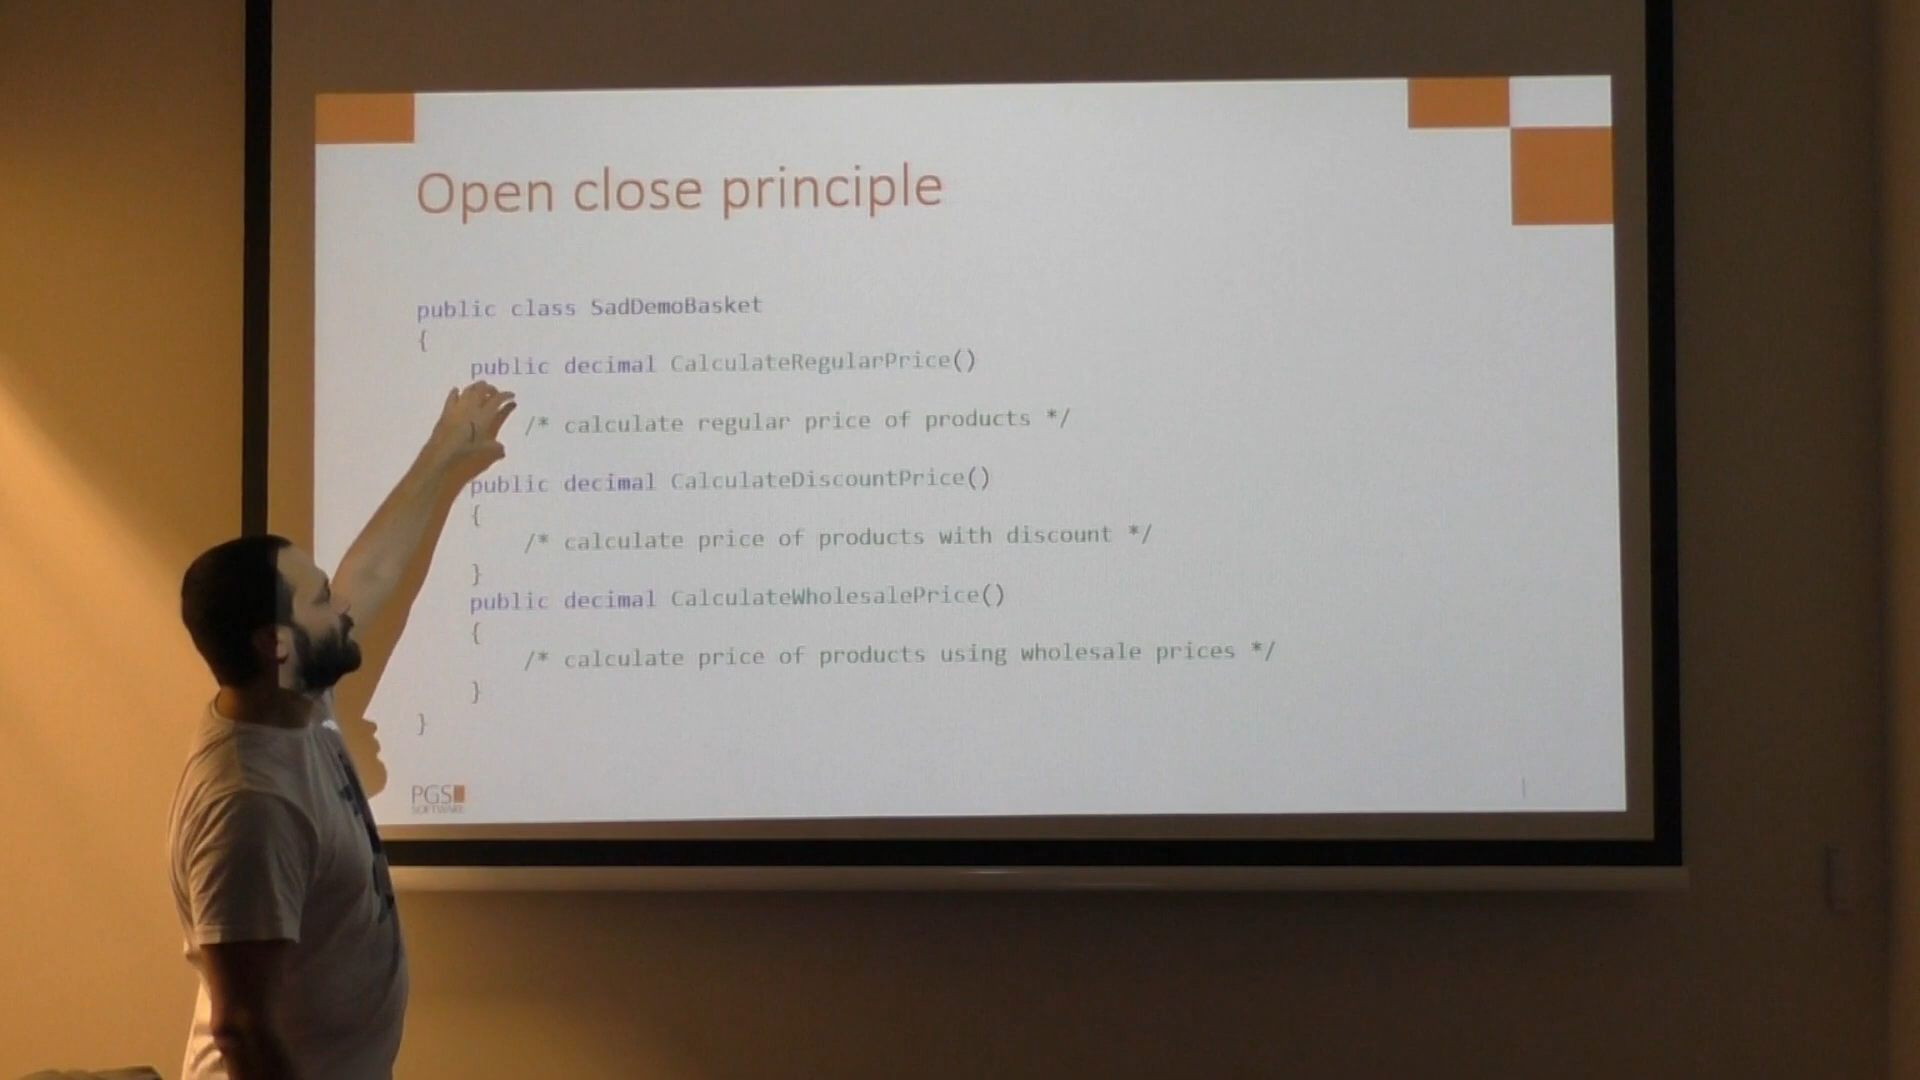 Open close principle
public class SadDemoBasket
{
public decimal CalculateRegularPrice()
/* calculate regular price of products */
}
public decimal CalculateDiscountPrice()
{
/* calculate price of products with discount */
}
public decimal CalculateWholesalePrice()
{
/* calculate price of products using wholesale prices */
}
}
PGS
SOFTWARE